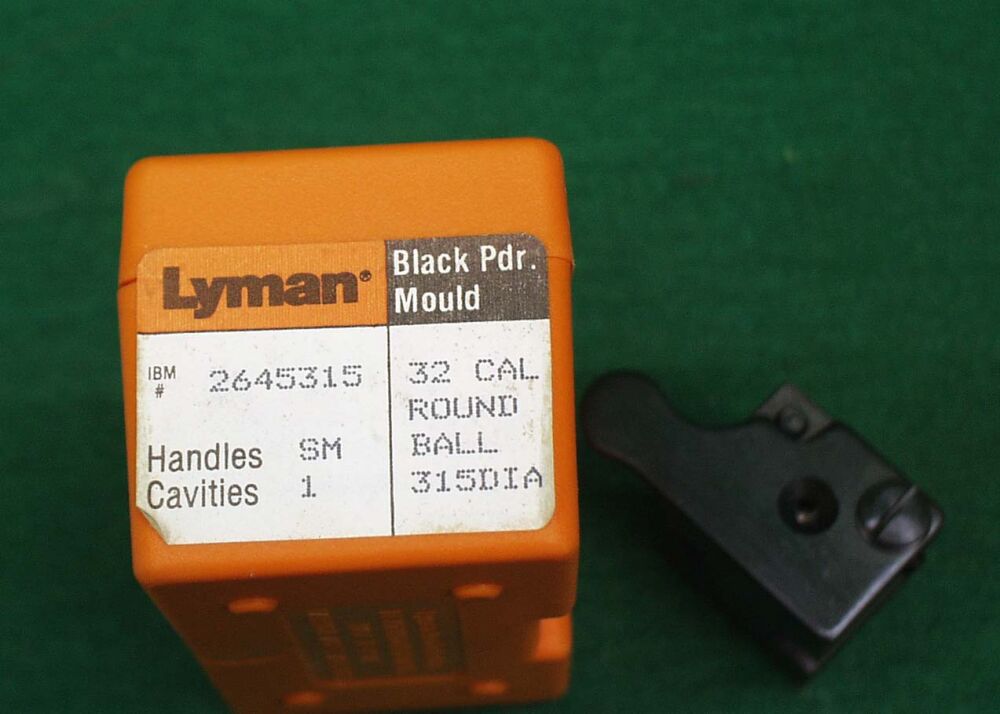 Lyman®
Black Pdr.
Mould
IBM
# 2645315
Handles SM
Cavities 1
32 CAL
ROUND
BALL
315DIA